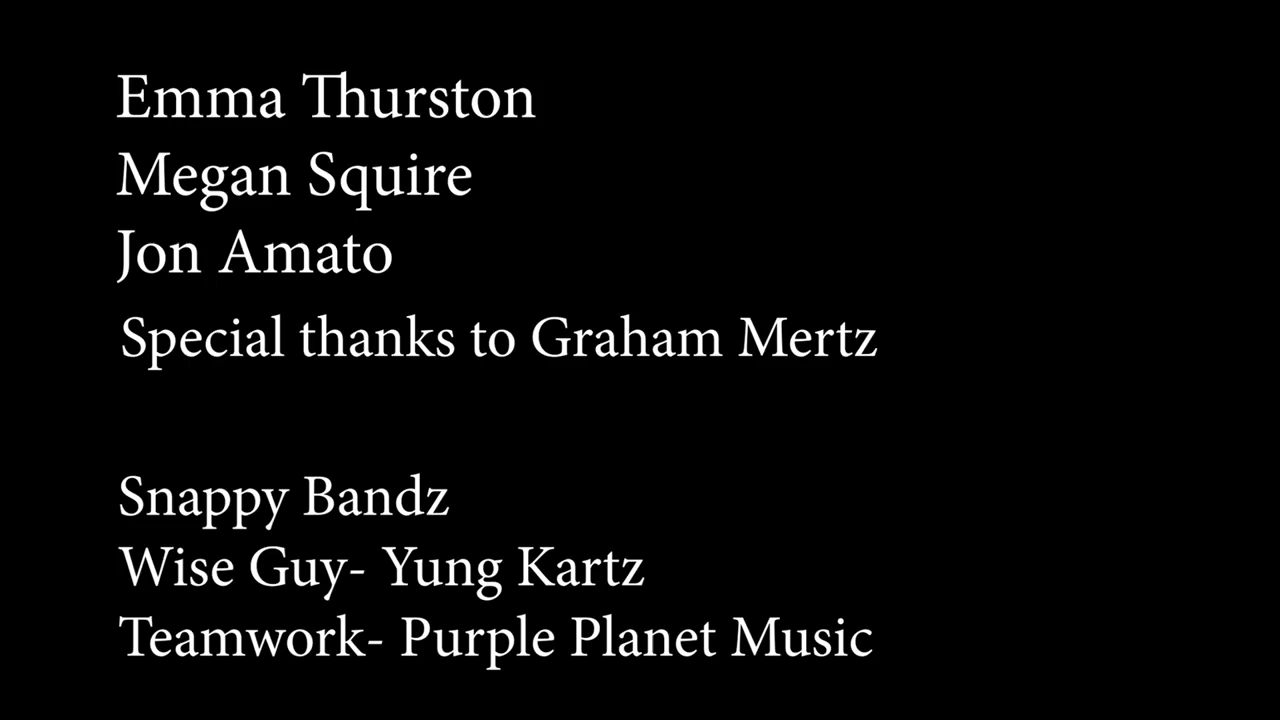 Emma Thurston
Megan Squire
Jon Amato
Special thanks to Graham Mertz
Snappy Bandz
Wise Guy- Yung Kartz
Teamwork- Purple Planet Music